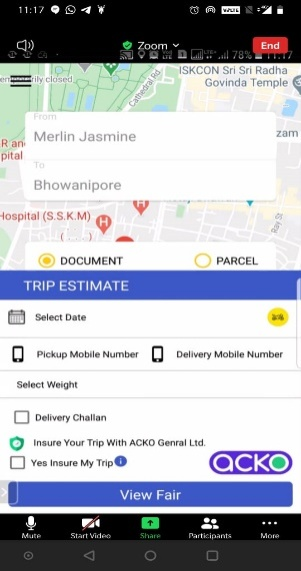 11:17
Zoom
End
78% 11:17
ISKCON Sri Sri Radha
Govinda Temple
closed
Cathedral Rd
From
Merlin Jasmine
zam
To
Bhowanipore
Hospital (S.S.K.M)
Ray St
H
H
DOCUMENT
PARCEL
TRIP ESTIMATE
Select Date
Pickup Mobile Number
Delivery Mobile Number
Select Weight
Delivery Challan
Insure Your Trip With ACKO Genral Ltd.
Yes Insure My Trip
acko
View Fair
Mute
Start Video
Share
Participants
More